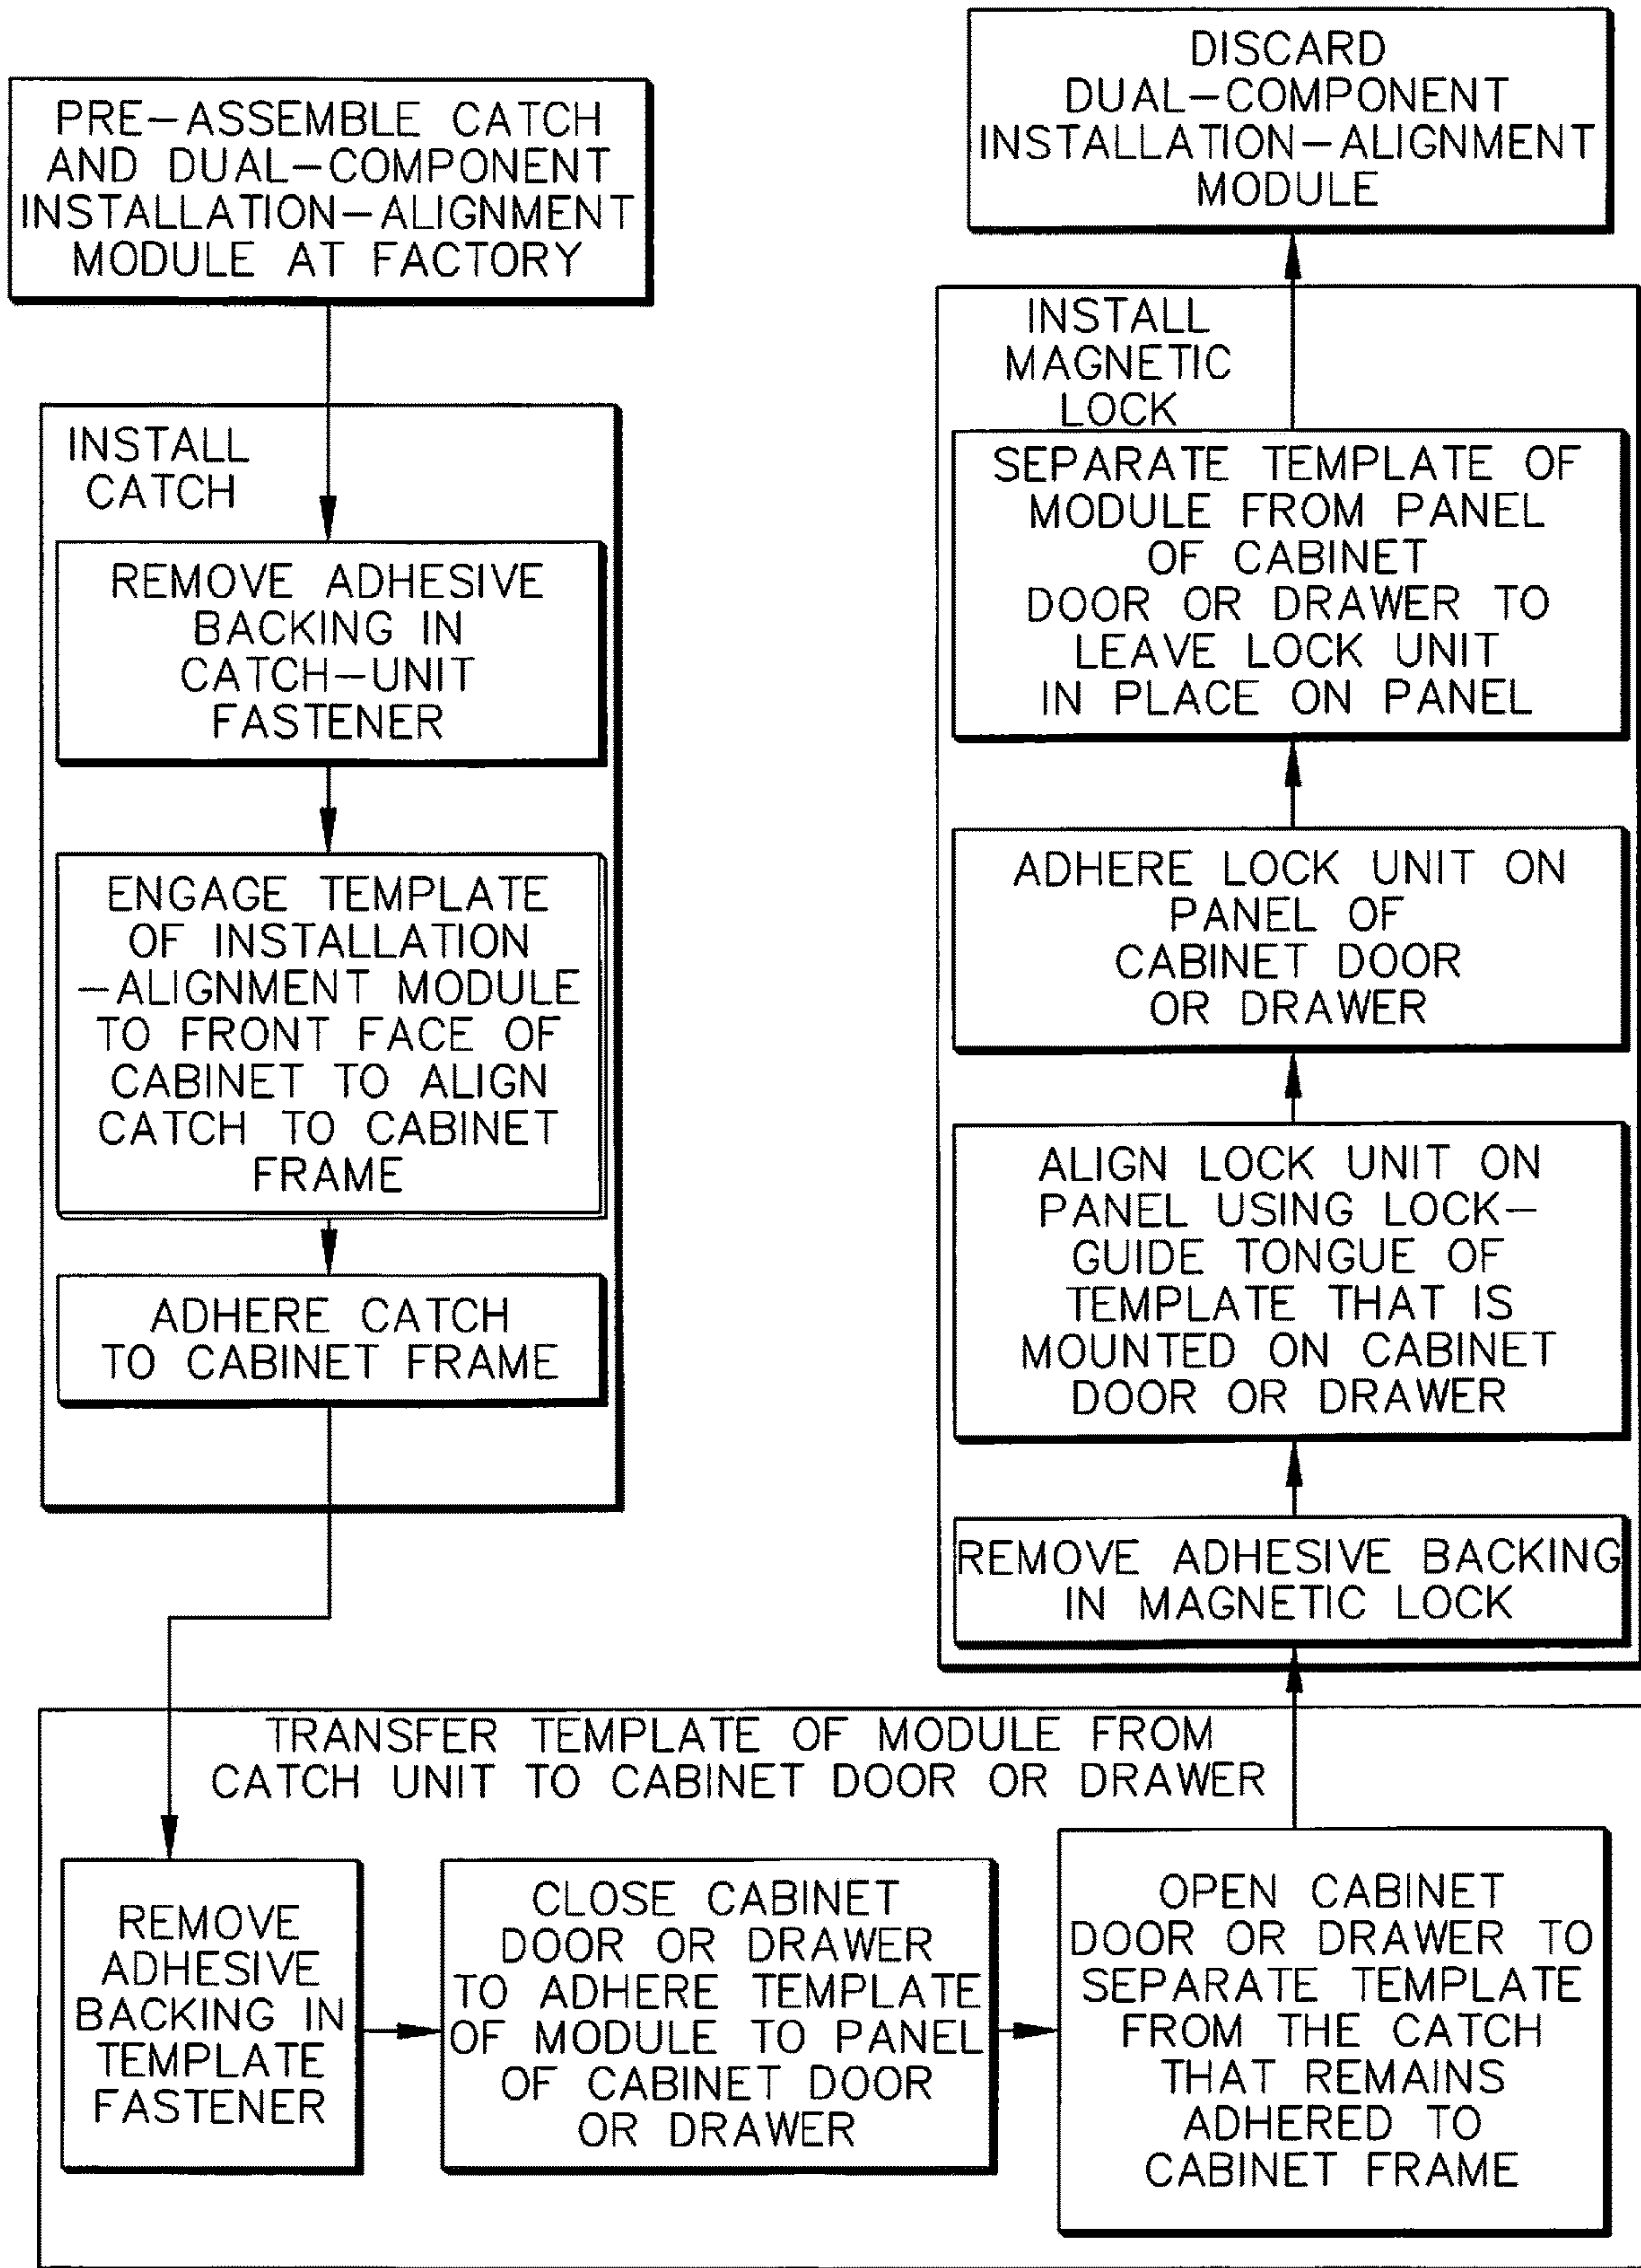 PRE-ASSEMBLE CATCH
AND DUAL-COMPONENT
INSTALLATION-ALIGNMENT
MODULE AT FACTORY
INSTALL
CATCH
REMOVE ADHESIVE
BACKING IN
CATCH-UNIT
FASTENER
ENGAGE TEMPLATE
OF INSTALLATION
-ALIGNMENT MODULE
TO FRONT FACE OF
CABINET TO ALIGN
CATCH TO CABINET
FRAME
ADHERE CATCH
TO CABINET FRAME
TRANSFER TEMPLATE OF MODULE FROM
CATCH UNIT TO CABINET DOOR OR DRAWER
REMOVE
ADHESIVE
BACKING IN
TEMPLATE
FASTENER
CLOSE CABINET
DOOR OR DRAWER
TO ADHERE TEMPLATE
OF MODULE TO PANEL
OF CABINET DOOR
OR DRAWER
OPEN CABINET
DOOR OR DRAWER TO
SEPARATE TEMPLATE
FROM THE CATCH
THAT REMAINS
ADHERED TO
CABINET FRAME
INSTALL
MAGNETIC
LOCK
REMOVE ADHESIVE BACKING
IN MAGNETIC LOCK
ALIGN LOCK UNIT ON
PANEL USING LOCK-
GUIDE TONGUE OF
TEMPLATE THAT IS
MOUNTED ON CABINET
DOOR OR DRAWER
ADHERE LOCK UNIT ON
PANEL OF
CABINET DOOR
OR DRAWER
SEPARATE TEMPLATE OF
MODULE FROM PANEL
OF CABINET
DOOR OR DRAWER TO
LEAVE LOCK UNIT
IN PLACE ON PANEL
DISCARD
DUAL-COMPONENT
INSTALLATION-ALIGNMENT
MODULE